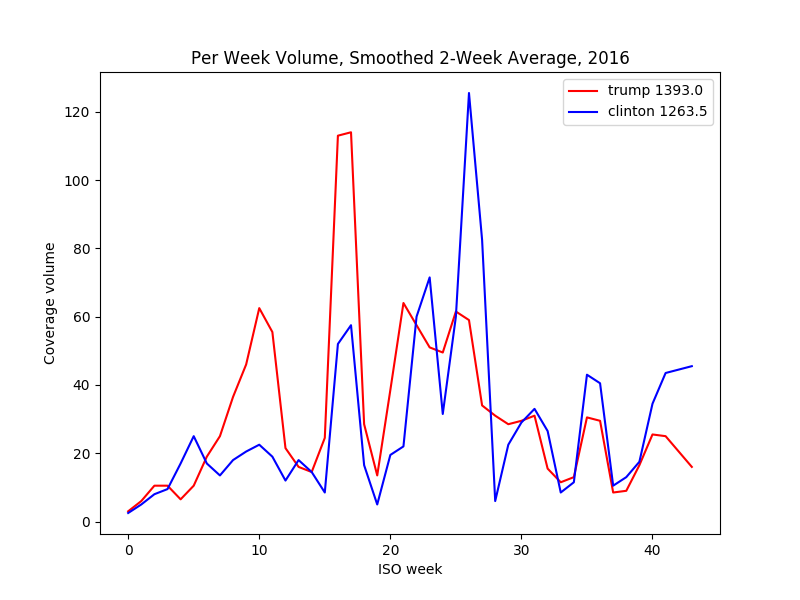 Per Week Volume, Smoothed 2-Week Average, 2016
trump 1393.0
clinton 1263.5
Coverage volume
120
100
80
60
40
20
0
0 10 20 30 40
ISO week